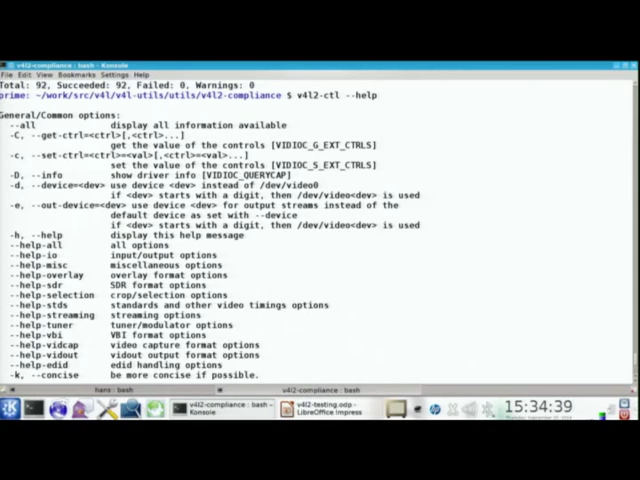 v4l2-compliance : bash - Konsole
File Edit View Bookmarks Settings Help
Total: 92, Succeeded: 92, Failed: 0, Warnings: 0
prime: ~/work/src/v4l/v4l-utils/utils/v4l2-compliance $ v4l2-ctl --help
General/Common options:
--all display all information available
-C, --get-ctrl=<ctrl>[,<ctrl>...]
get the value of the controls [VIDIOC_G_EXT_CTRLS]
-c, --set-ctrl=<ctrl>=<val>[,<ctrl>=<val>...]
set the value of the controls [VIDIOC_S_EXT_CTRLS]
-D, --info show driver info [VIDIOC_QUERYCAP]
-d, --device=<dev> use device <dev> instead of /dev/video0
if <dev> starts with a digit, then /dev/video<dev> is used
-e, --out-device=<dev> use device <dev> for output streams instead of the
default device as set with --device
if <dev> starts with a digit, then /dev/video<dev> is used
-h, --help display this help message
--help-all all options
--help-io input/output options
--help-misc miscellaneous options
--help-overlay overlay format options
--help-sdr SDR format options
--help-selection crop/selection options
--help-stds standards and other video timings options
--help-streaming streaming options
--help-tuner tuner/modulator options
--help-vbi VBI format options
--help-vidcap video capture format options
--help-vidout vidout output format options
--help-edid edid handling options
-k, --concise be more concise if possible.
hans : bash v4l2-compliance : bash
v4l2-compliance : bash - Konsole
v4l2-testing.odp - LibreOffice Impress
15:34:39